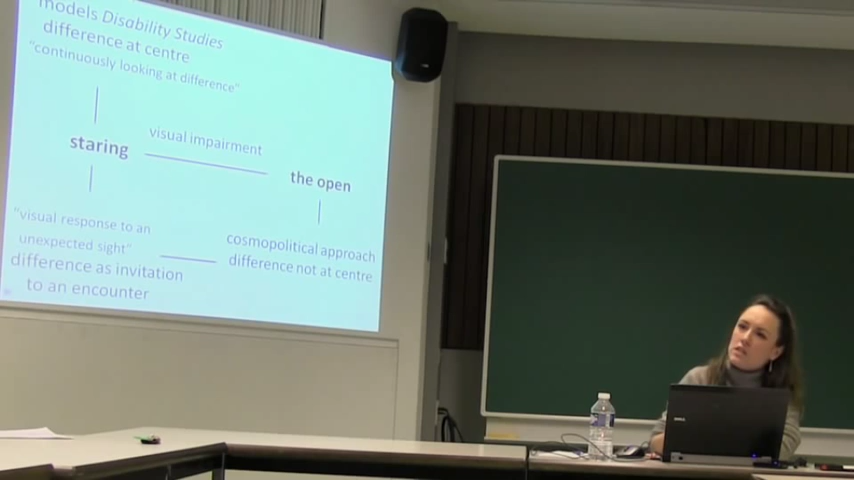 models Disability Studies
difference at centre
"continuously looking at difference"
visual impairment
staring
the open
"visual response to an
unexpected sight"
difference as invitation
to an encounter
cosmopolitical approach
difference not at centre
DELL